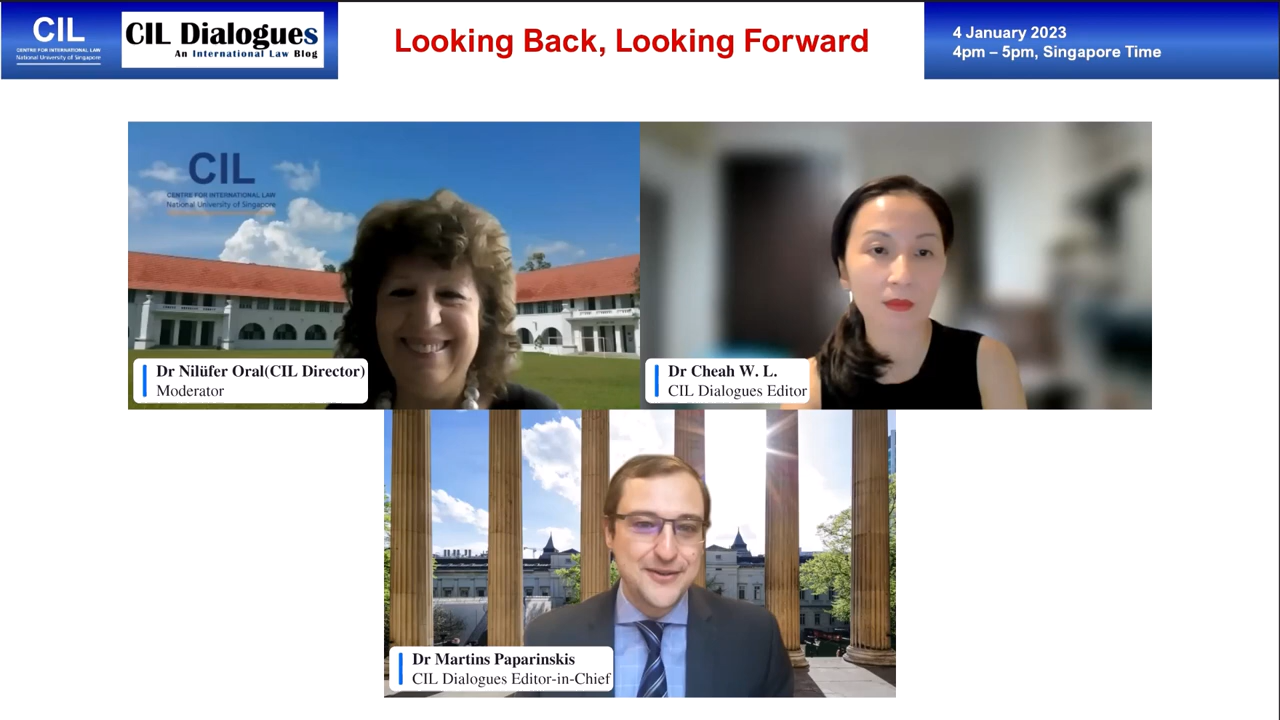 CIL
CENTRE FOR INTERNATIONAL LAW
National University of Singapore
CIL Dialogues
An International Law Blog
Looking Back, Looking Forward
4 January 2023
4pm – 5pm, Singapore Time
CIL
CENTRE FOR INTERNATIONAL LAW
National University of Singapore
Dr Nilüfer Oral(CIL Director)
Moderator
Dr Cheah W. L.
CIL Dialogues Editor
Dr Martins Paparinskis
CIL Dialogues Editor-in-Chief